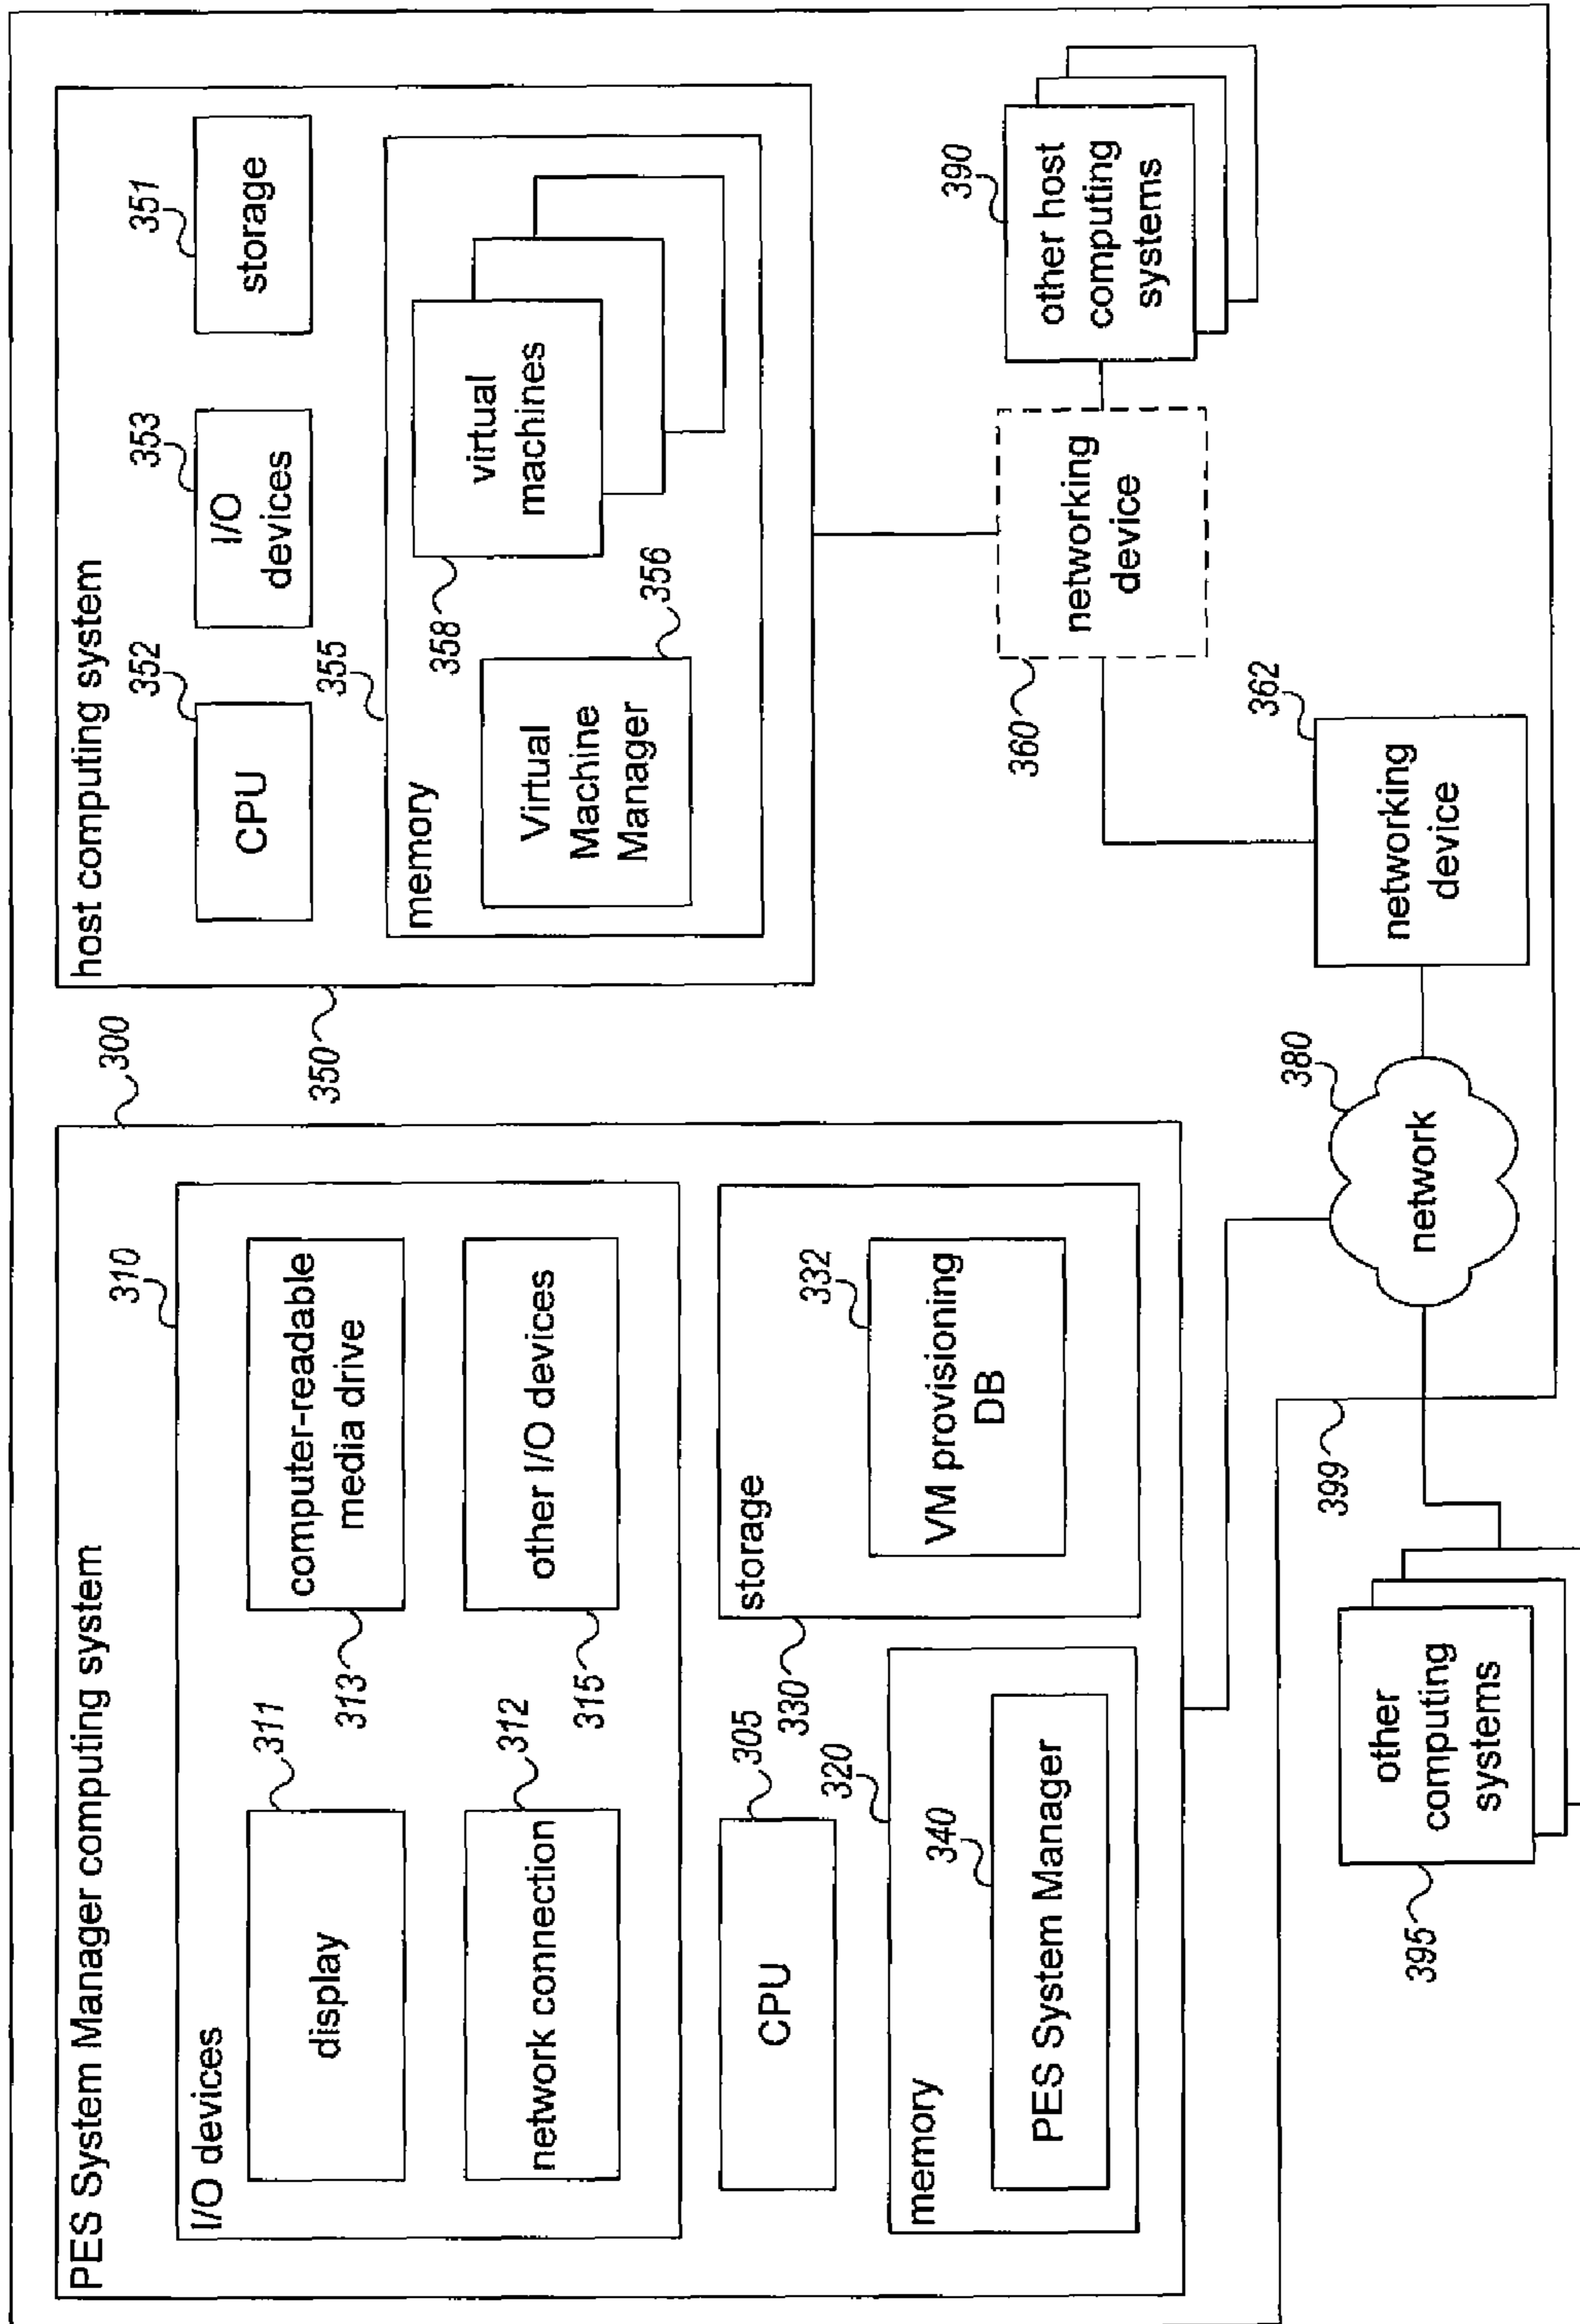 PES System Manager computing system
300
I/O devices
310
display
311
computer-readable
media drive
313
network connection
312
other I/O devices
315
CPU
305
memory
320
PES System Manager
340
storage
330
VM provisioning
DB
332
host computing system
350
CPU
352
I/O
devices
353
storage
351
memory
355
Virtual
Machine
Manager
356
virtual
machines
358
networking
device
360
other host
computing
systems
390
networking
device
362
network
380
399
other
computing
systems
395